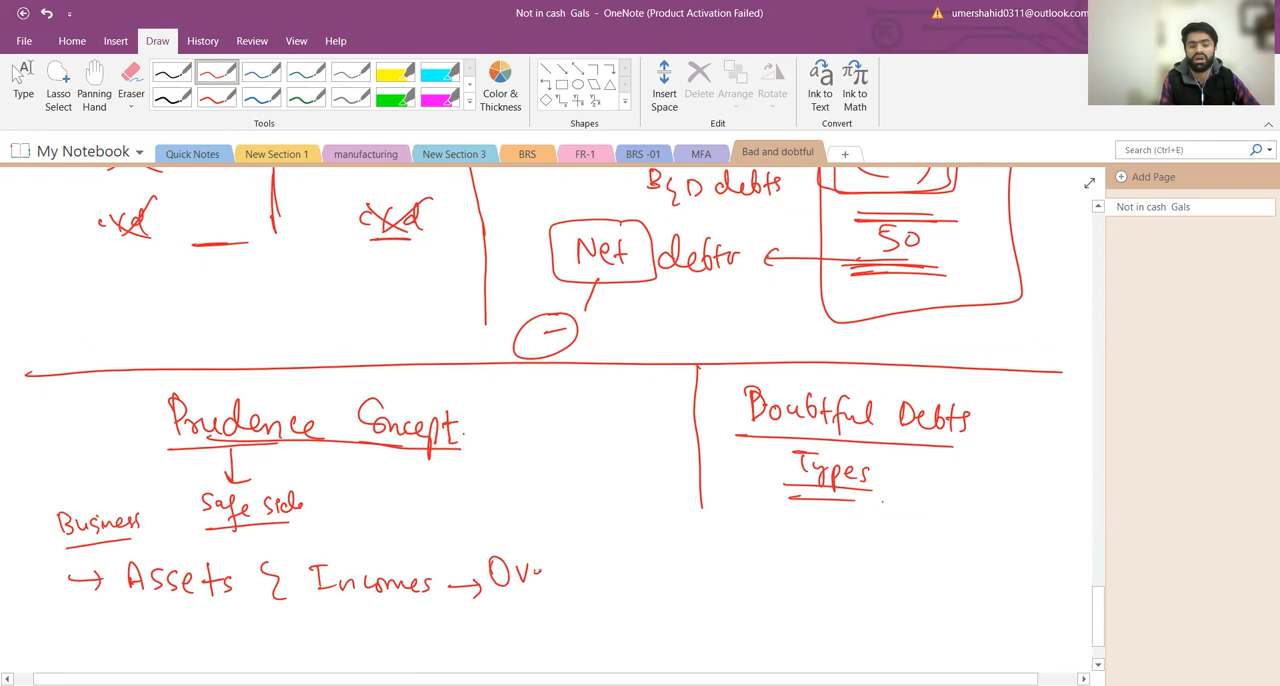 Not in cash Gals - OneNote (Product Activation Failed)
umershahid0311@outlook.com
File Home Insert Draw History Review View Help
Type
Lasso Select
Panning Hand
Eraser
Color & Thickness
Insert Space
Delete Arrange Rotate
Ink to Text
Ink to Math
Tools
Shapes
Edit
Convert
My Notebook
Quick Notes
New Section 1
manufacturing
New Section 3
BRS
FR-1
BRS -01
MFA
Bad and dobtful
Search (Ctrl+E)
Add Page
Not in cash Gals
B & D debts
50
Net debts
-
Prudence Concept.
Doubtful Debts
Types
Safe side
Business
→ Assets & Incomes → Ov